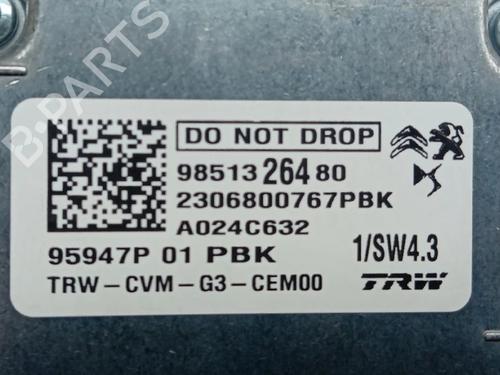 B-PARTS
DO NOT DROP
98513 264 80
2306800767PBK
A024C632
95947P 01 PBK
1/SW4.3
TRW-CVM-G3-CEM00
TRW